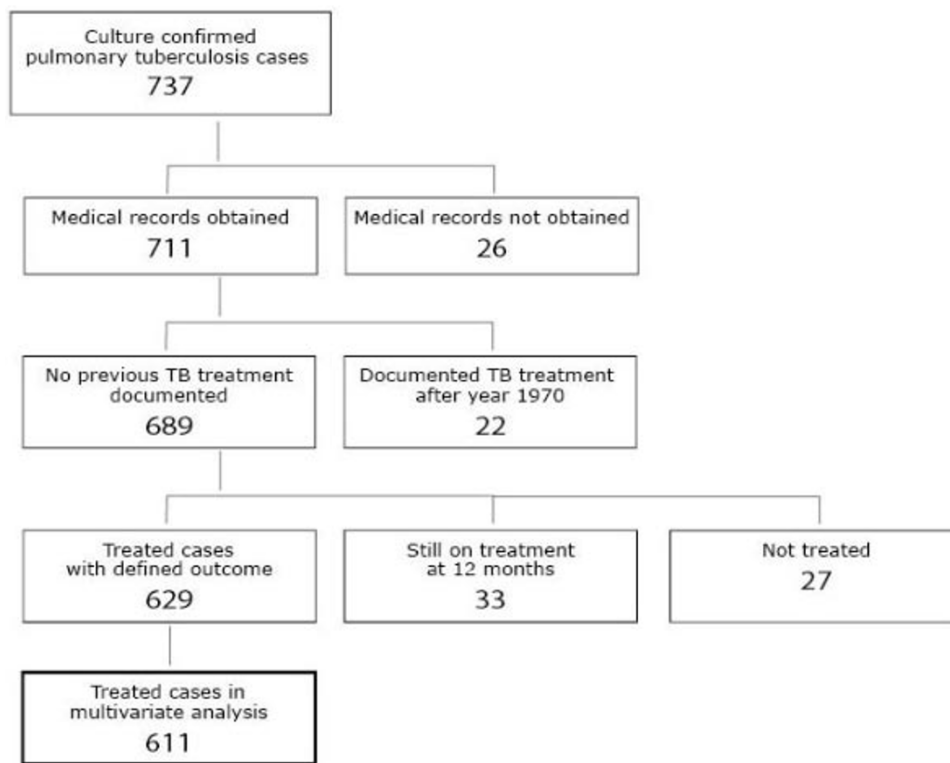 Culture confirmed
pulmonary tuberculosis cases
737
Medical records obtained
711
Medical records not obtained
26
No previous TB treatment
documented
689
Documented TB treatment
after year 1970
22
Treated cases
with defined outcome
629
Still on treatment
at 12 months
33
Not treated
27
Treated cases in
multivariate analysis
611